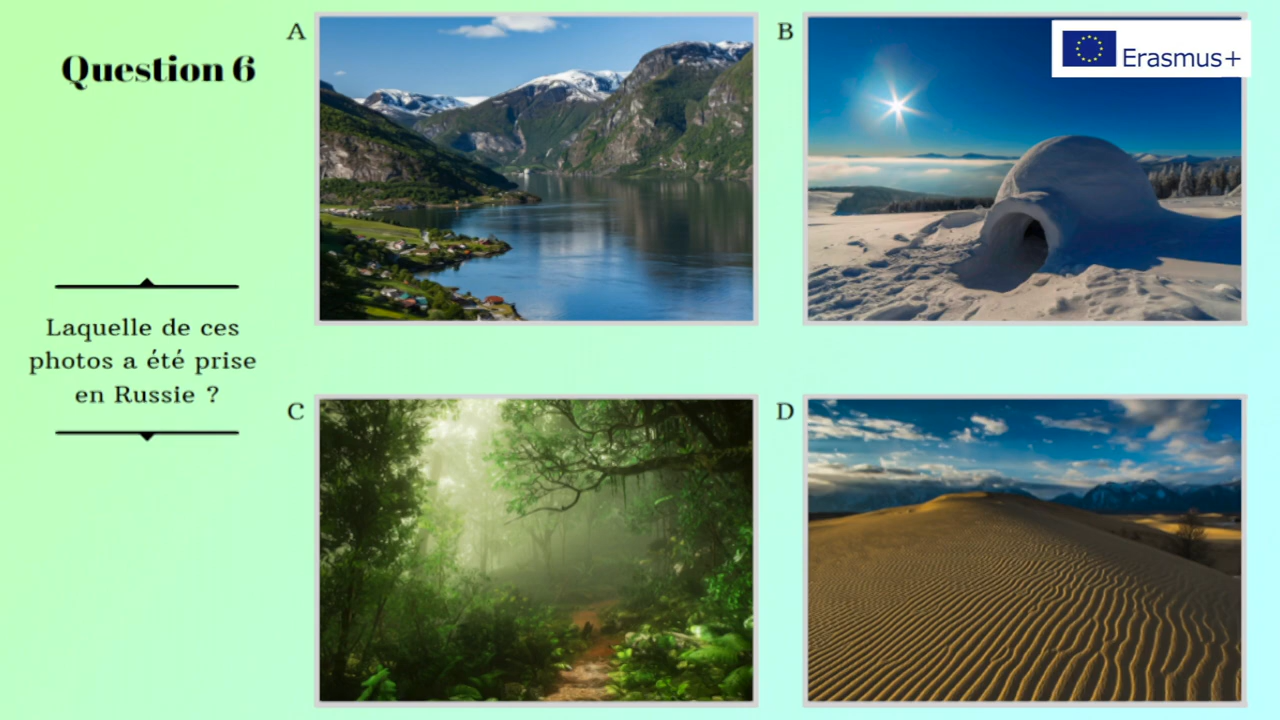 Question 6
Laquelle de ces
photos a été prise
en Russie ?
A
B
Erasmus+
C
D